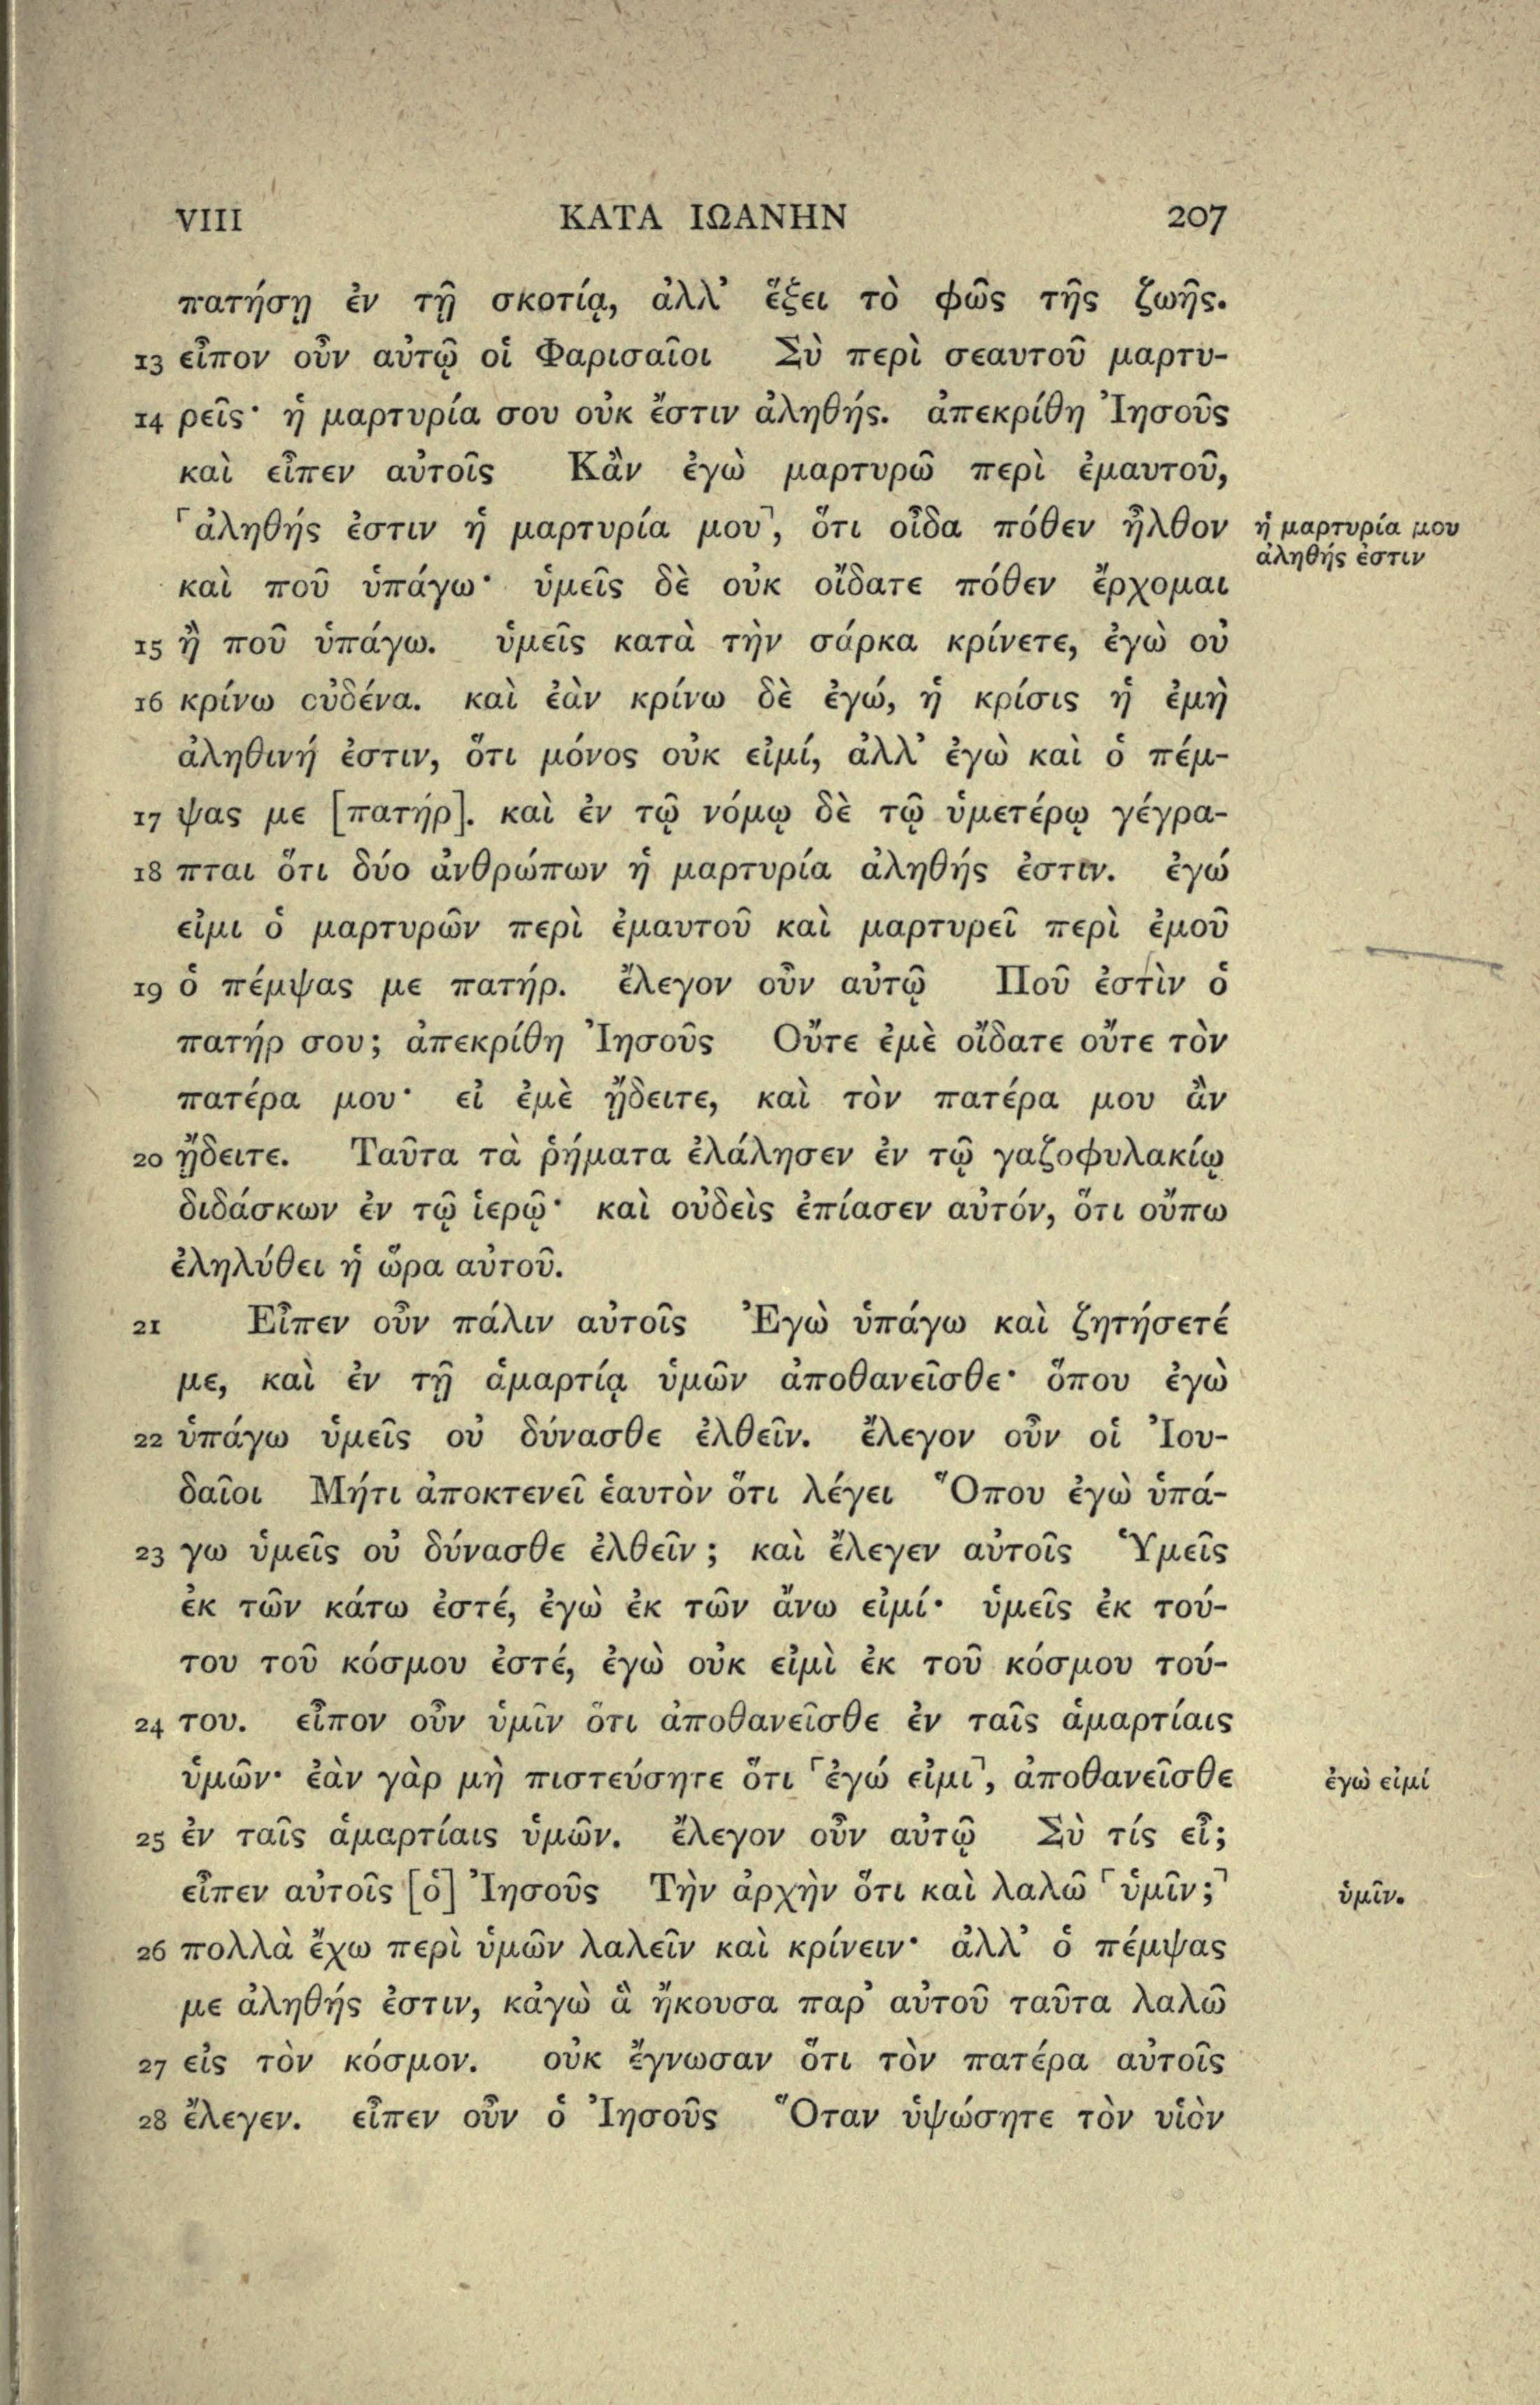 VIII ΚΑΤΑ ΙΩΑΝΗΝ 207
πατήσῃ ἐν τῇ σκοτίᾳ, ἀλλ’ ἕξει τὸ φῶς τῆς ζωῆς.
13 εἶπον οὖν αὐτῷ οἱ Φαρισαῖοι Σὺ περὶ σεαυτοῦ μαρτυ-
14 ρεῖς· ἡ μαρτυρία σου οὐκ ἔστιν ἀληθής. ἀπεκρίθη Ἰησοῦς
καὶ εἶπεν αὐτοῖς Κἂν ἐγὼ μαρτυρῶ περὶ ἐμαυτοῦ,
⌜ἀληθής ἐστιν ἡ μαρτυρία μου⌝, ὅτι οἶδα πόθεν ἦλθον ἡ μαρτυρία μου
ἀληθής ἐστιν
καὶ ποῦ ὑπάγω· ὑμεῖς δὲ οὐκ οἴδατε πόθεν ἔρχομαι
15 ἢ ποῦ ὑπάγω. ὑμεῖς κατὰ τὴν σάρκα κρίνετε, ἐγὼ οὐ
16 κρίνω οὐδένα. καὶ ἐὰν κρίνω δὲ ἐγώ, ἡ κρίσις ἡ ἐμὴ
ἀληθινή ἐστιν, ὅτι μόνος οὐκ εἰμί, ἀλλ’ ἐγὼ καὶ ὁ πέμ-
17 ψας με [πατήρ]. καὶ ἐν τῷ νόμῳ δὲ τῷ ὑμετέρῳ γέγρα-
18 πται ὅτι δύο ἀνθρώπων ἡ μαρτυρία ἀληθής ἐστιν. ἐγώ
εἰμι ὁ μαρτυρῶν περὶ ἐμαυτοῦ καὶ μαρτυρεῖ περὶ ἐμοῦ
19 ὁ πέμψας με πατήρ. ἔλεγον οὖν αὐτῷ Ποῦ ἐστὶν ὁ
πατήρ σου; ἀπεκρίθη Ἰησοῦς Οὔτε ἐμὲ οἴδατε οὔτε τὸν
πατέρα μου· εἰ ἐμὲ ᾔδειτε, καὶ τὸν πατέρα μου ἂν
20 ᾔδειτε. Ταῦτα τὰ ῥήματα ἐλάλησεν ἐν τῷ γαζοφυλακίῳ
διδάσκων ἐν τῷ ἱερῷ· καὶ οὐδεὶς ἐπίασεν αὐτόν, ὅτι οὔπω
ἐληλύθει ἡ ὥρα αὐτοῦ.
21 Εἶπεν οὖν πάλιν αὐτοῖς Ἐγὼ ὑπάγω καὶ ζητήσετέ
με, καὶ ἐν τῇ ἁμαρτίᾳ ὑμῶν ἀποθανεῖσθε· ὅπου ἐγὼ
22 ὑπάγω ὑμεῖς οὐ δύνασθε ἐλθεῖν. ἔλεγον οὖν οἱ Ἰου-
δαῖοι Μήτι ἀποκτενεῖ ἑαυτὸν ὅτι λέγει Ὅπου ἐγὼ ὑπά-
23 γω ὑμεῖς οὐ δύνασθε ἐλθεῖν; καὶ ἔλεγεν αὐτοῖς Ὑμεῖς
ἐκ τῶν κάτω ἐστέ, ἐγὼ ἐκ τῶν ἄνω εἰμί· ὑμεῖς ἐκ τού-
του τοῦ κόσμου ἐστέ, ἐγὼ οὐκ εἰμὶ ἐκ τοῦ κόσμου τού-
24 του. εἶπον οὖν ὑμῖν ὅτι ἀποθανεῖσθε ἐν ταῖς ἁμαρτίαις
ὑμῶν· ἐὰν γὰρ μὴ πιστεύσητε ὅτι ⌜ἐγώ εἰμι⌝, ἀποθανεῖσθε ἐγὼ εἰμί
25 ἐν ταῖς ἁμαρτίαις ὑμῶν. ἔλεγον οὖν αὐτῷ Σὺ τίς εἶ;
εἶπεν αὐτοῖς [ὁ] Ἰησοῦς Τὴν ἀρχὴν ὅτι καὶ λαλῶ ⌜ὑμῖν;⌝ ὑμῖν.
26 πολλὰ ἔχω περὶ ὑμῶν λαλεῖν καὶ κρίνειν· ἀλλ’ ὁ πέμψας
με ἀληθής ἐστιν, κἀγὼ ἃ ἤκουσα παρ’ αὐτοῦ ταῦτα λαλῶ
27 εἰς τὸν κόσμον. οὐκ ἔγνωσαν ὅτι τὸν πατέρα αὐτοῖς
28 ἔλεγεν. εἶπεν οὖν ὁ Ἰησοῦς Ὅταν ὑψώσητε τὸν υἱὸν